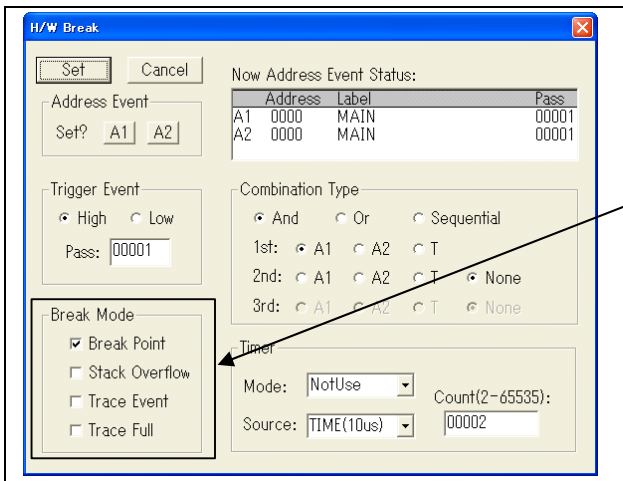 H/W Break
Set Cancel
Address Event
Set? A1 A2
Now Address Event Status:
Address Label Pass
A1 0000 MAIN 00001
A2 0000 MAIN 00001
Trigger Event
High Low
Pass: 00001
Combination Type
And Or Sequential
1st: A1 A2 T
2nd: A1 A2 T None
3rd: A1 A2 T None
Break Mode
Break Point
Stack Overflow
Trace Event
Trace Full
Timer
Mode: NotUse
Count(2-65535):
Source: TIME(10us) 00002